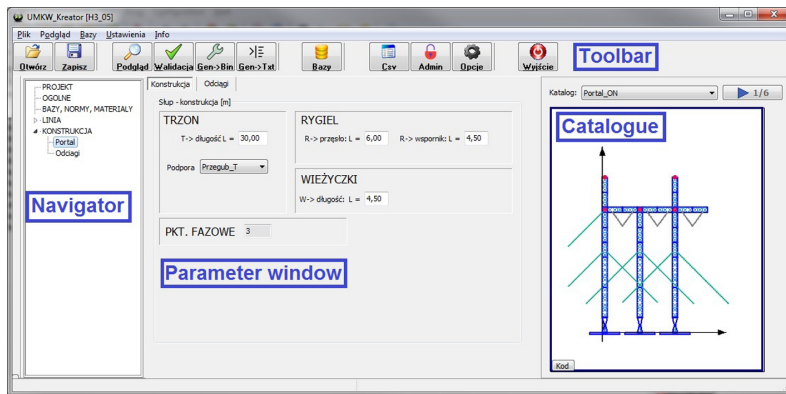 UMKW_Kreator [H3_05]
Plik Podgląd Bazy Ustawienia Info
Otwórz Zapisz Podgląd Walidacja Gen->Bin Gen->Txt Bazy Csv Admin Opcje Wyjście Toolbar
PROJEKT
OGOLNE
BAZY, NORMY, MATERIALY
LINIA
KONSTRUKCJA
Portal
Odciagi
Navigator
Konstrukcja Odciągi
Słup - konstrukcja [m]
TRZON
T-> długość L = 30,00
Podpora Przegub_T
RYGIEL
R-> przęsło: L = 6,00 R-> wspornik: L = 4,50
WIEŻYCZKI
W-> długość: L = 4,50
PKT. FAZOWE 3
Parameter window
Katalog: Portal_ON 1/6
Catalogue
Kod